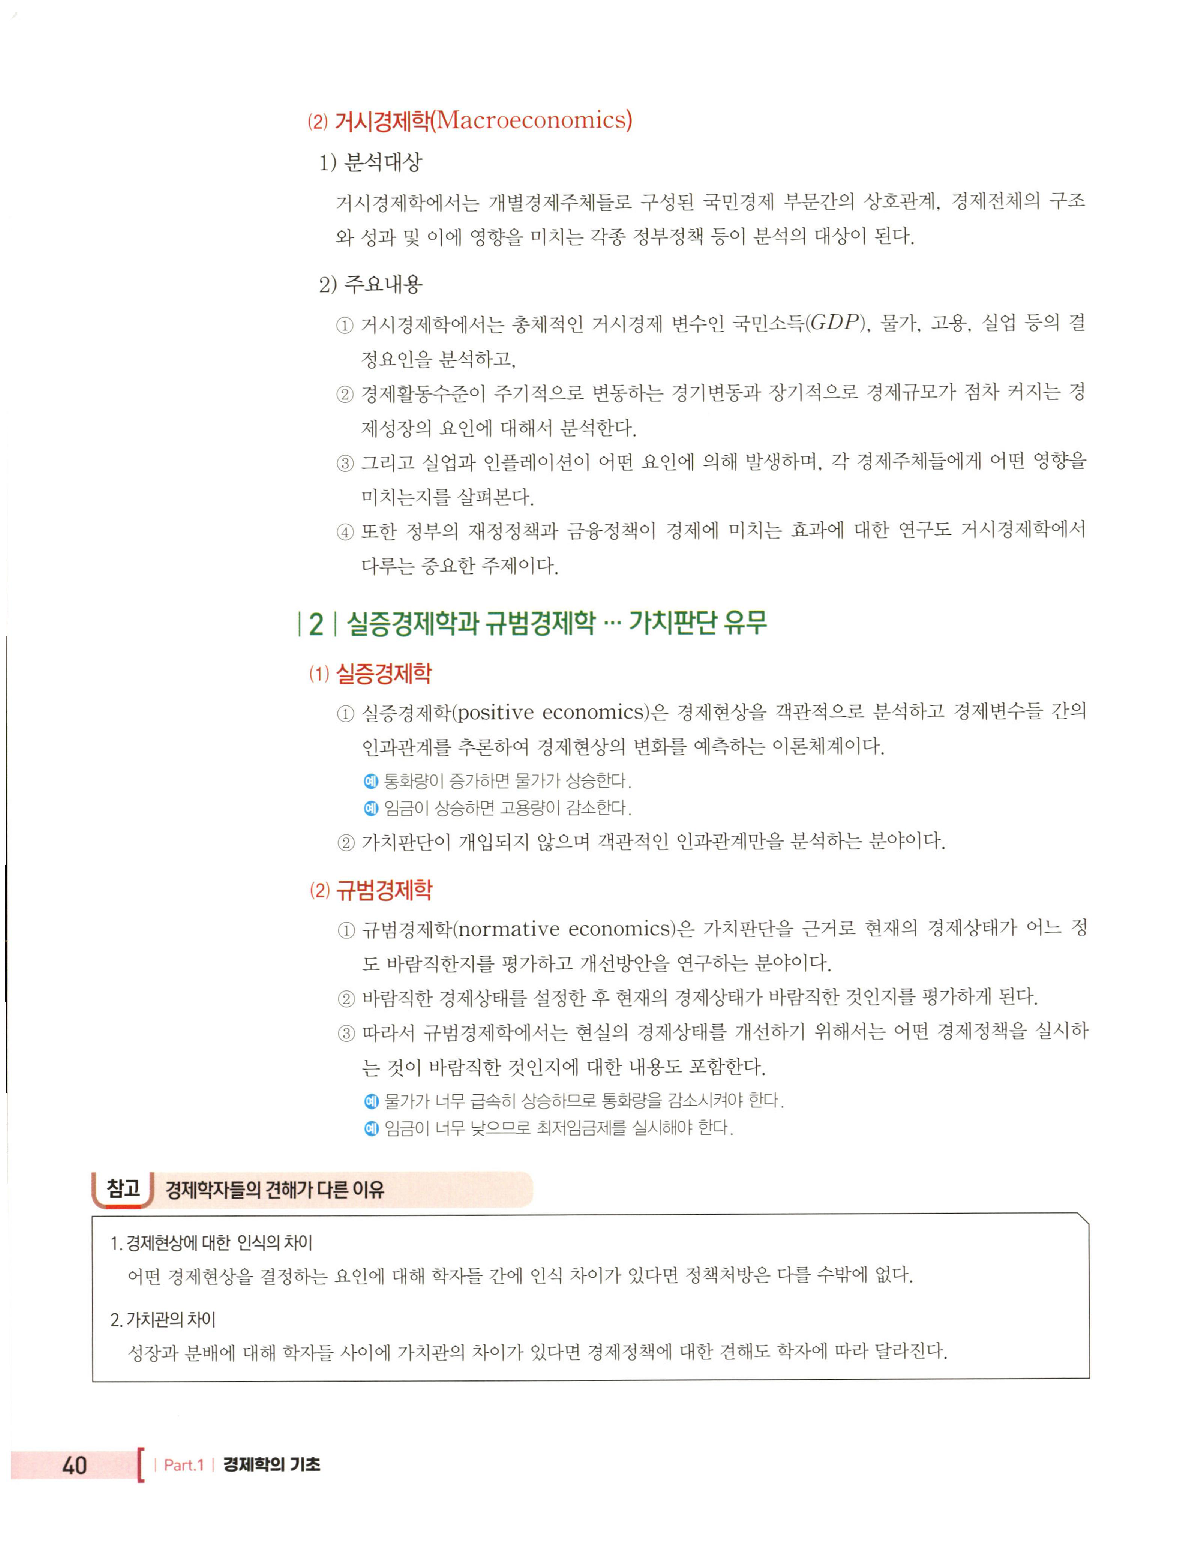 (2) 거시경제학(Macroeconomics)
1) 분석대상
거시경제학에서는 개별경제주체들로 구성된 국민경제 부문간의 상호관계, 경제전체의 구조
와 성과 및 이에 영향을 미치는 각종 정부정책 등이 분석의 대상이 된다.
2) 주요내용
① 거시경제학에서는 총체적인 거시경제 변수인 국민소득(GDP), 물가, 고용, 실업 등의 결
정요인을 분석하고,
② 경제활동수준이 주기적으로 변동하는 경기변동과 장기적으로 경제규모가 점차 커지는 경
제성장의 요인에 대해서 분석한다.
③ 그리고 실업과 인플레이션이 어떤 요인에 의해 발생하며, 각 경제주체들에게 어떤 영향을
미치는지를 살펴본다.
④ 또한 정부의 재정정책과 금융정책이 경제에 미치는 효과에 대한 연구도 거시경제학에서
다루는 중요한 주제이다.
|2| 실증경제학과 규범경제학 … 가치판단 유무
(1) 실증경제학
① 실증경제학(positive economics)은 경제현상을 객관적으로 분석하고 경제변수들 간의
인과관계를 추론하여 경제현상의 변화를 예측하는 이론체계이다.
예 통화량이 증가하면 물가가 상승한다.
예 임금이 상승하면 고용량이 감소한다.
② 가치판단이 개입되지 않으며 객관적인 인과관계만을 분석하는 분야이다.
(2) 규범경제학
① 규범경제학(normative economics)은 가치판단을 근거로 현재의 경제상태가 어느 정
도 바람직한지를 평가하고 개선방안을 연구하는 분야이다.
② 바람직한 경제상태를 설정한 후 현재의 경제상태가 바람직한 것인지를 평가하게 된다.
③ 따라서 규범경제학에서는 현실의 경제상태를 개선하기 위해서는 어떤 경제정책을 실시하
는 것이 바람직한 것인지에 대한 내용도 포함한다.
예 물가가 너무 급속히 상승하므로 통화량을 감소시켜야 한다.
예 임금이 너무 낮으므로 최저임금제를 실시해야 한다.
참고 경제학자들의 견해가 다른 이유
1. 경제현상에 대한 인식의 차이
어떤 경제현상을 결정하는 요인에 대해 학자들 간에 인식 차이가 있다면 정책처방은 다를 수밖에 없다.
2. 가치관의 차이
성장과 분배에 대해 학자들 사이에 가치관의 차이가 있다면 경제정책에 대한 견해도 학자에 따라 달라진다.
40 | Part.1 | 경제학의 기초